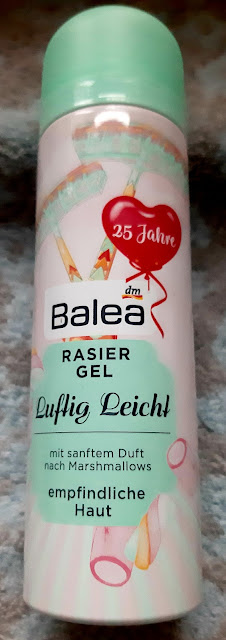 25 Jahre
dm
Balea
RASIER
GEL
Luftig Leicht
mit sanftem Duft
nach Marshmallows
empfindliche
Haut